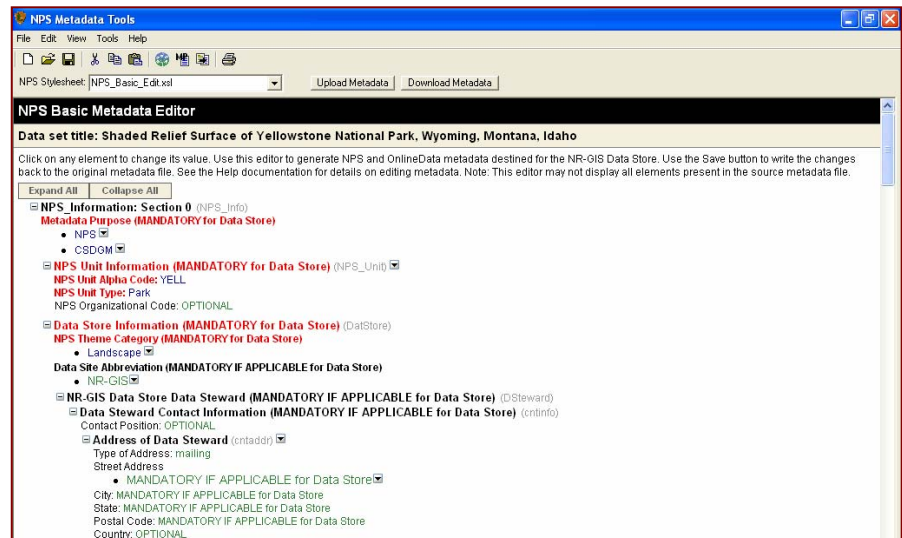 NPS Metadata Tools
File Edit View Tools Help
NPS Stylesheet: NPS_Basic_Edit.xsl Upload Metadata Download Metadata
NPS Basic Metadata Editor
Data set title: Shaded Relief Surface of Yellowstone National Park, Wyoming, Montana, Idaho
Click on any element to change its value. Use this editor to generate NPS and OnlineData metadata destined for the NR-GIS Data Store. Use the Save button to write the changes
back to the original metadata file. See the Help documentation for details on editing metadata. Note: This editor may not display all elements present in the source metadata file.
Expand All Collapse All
NPS_Information: Section 0 (NPS_Info)
Metadata Purpose (MANDATORY for Data Store)
• NPS
• CSDGM
NPS Unit Information (MANDATORY for Data Store) (NPS_Unit)
NPS Unit Alpha Code: YELL
NPS Unit Type: Park
NPS Organizational Code: OPTIONAL
Data Store Information (MANDATORY for Data Store) (DatStore)
NPS Theme Category (MANDATORY for Data Store)
• Landscape
Data Site Abbreviation (MANDATORY IF APPLICABLE for Data Store)
• NR-GIS
NR-GIS Data Store Data Steward (MANDATORY IF APPLICABLE for Data Store) (DSteward)
Data Steward Contact Information (MANDATORY IF APPLICABLE for Data Store) (cntinfo)
Contact Position: OPTIONAL
Address of Data Steward (cntaddr)
Type of Address: mailing
Street Address
• MANDATORY IF APPLICABLE for Data Store
City: MANDATORY IF APPLICABLE for Data Store
State: MANDATORY IF APPLICABLE for Data Store
Postal Code: MANDATORY IF APPLICABLE for Data Store
Country: OPTIONAL